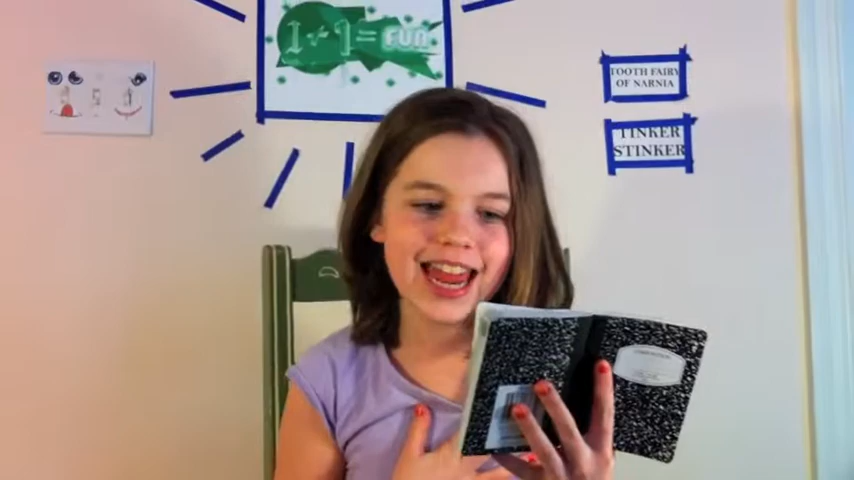 1+1=fun
TOOTH FAIRY
OF NARNIA
TINKER
STINKER